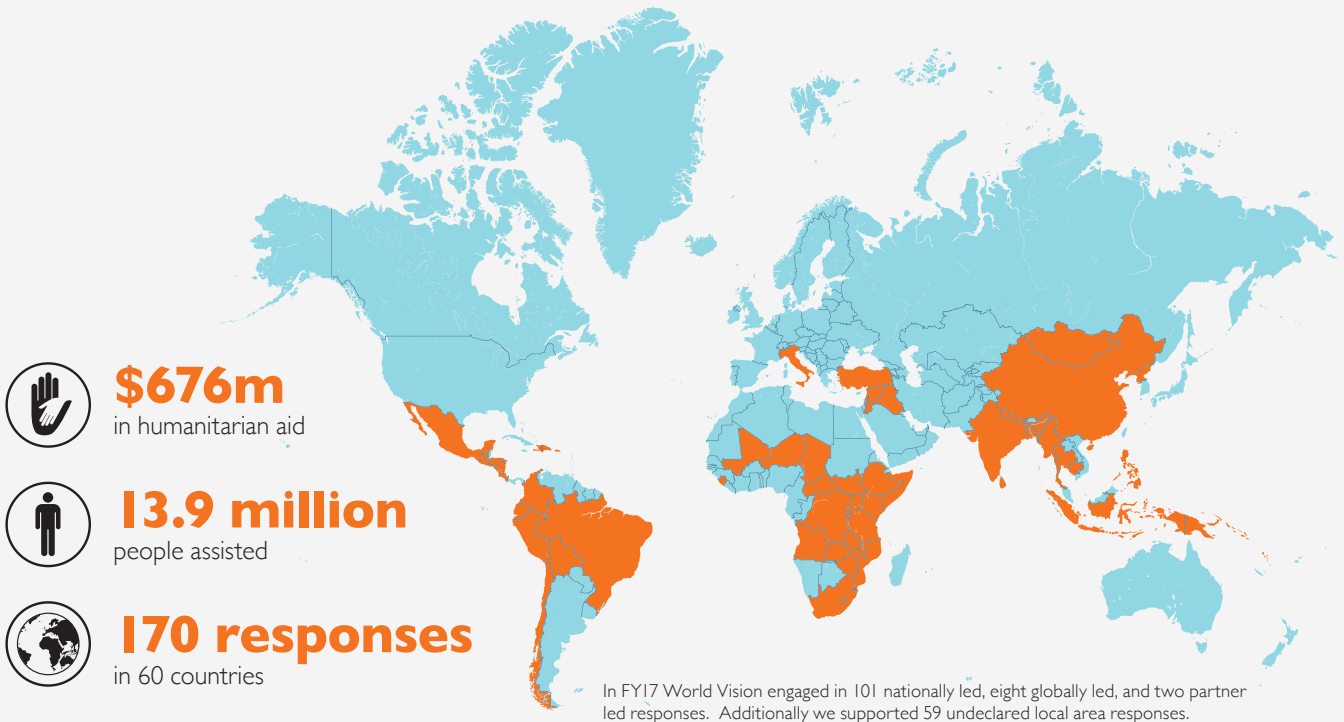 $676m
in humanitarian aid
13.9 million
people assisted
170 responses
in 60 countries
In FY17 World Vision engaged in 101 nationally led, eight globally led, and two partner
led responses.  Additionally we supported 59 undeclared local area responses.